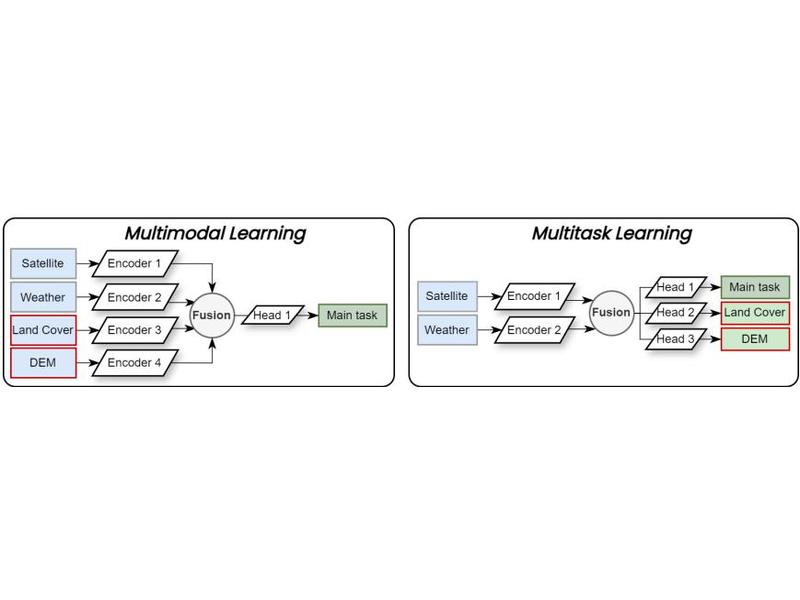 Multimodal Learning
Satellite
Encoder 1
Weather
Encoder 2
Land Cover
Encoder 3
DEM
Encoder 4
Fusion
Head 1
Main task
Multitask Learning
Satellite
Encoder 1
Weather
Encoder 2
Fusion
Head 1
Main task
Head 2
Land Cover
Head 3
DEM